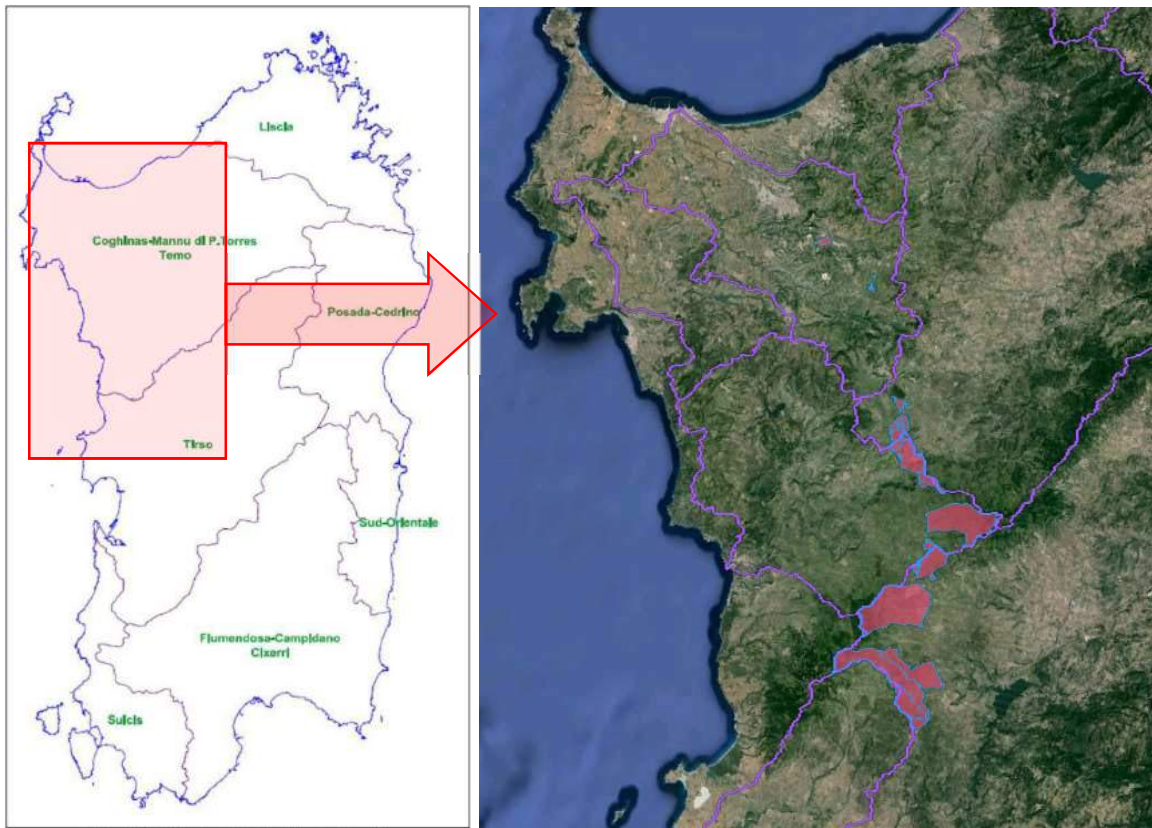 Liscia
Coghinas-Mannu di P.Torres
Temo
Posada-Cedrino
Tirso
Sud-Orientale
Flumendosa-Campidano
Cixerri
Sulcis